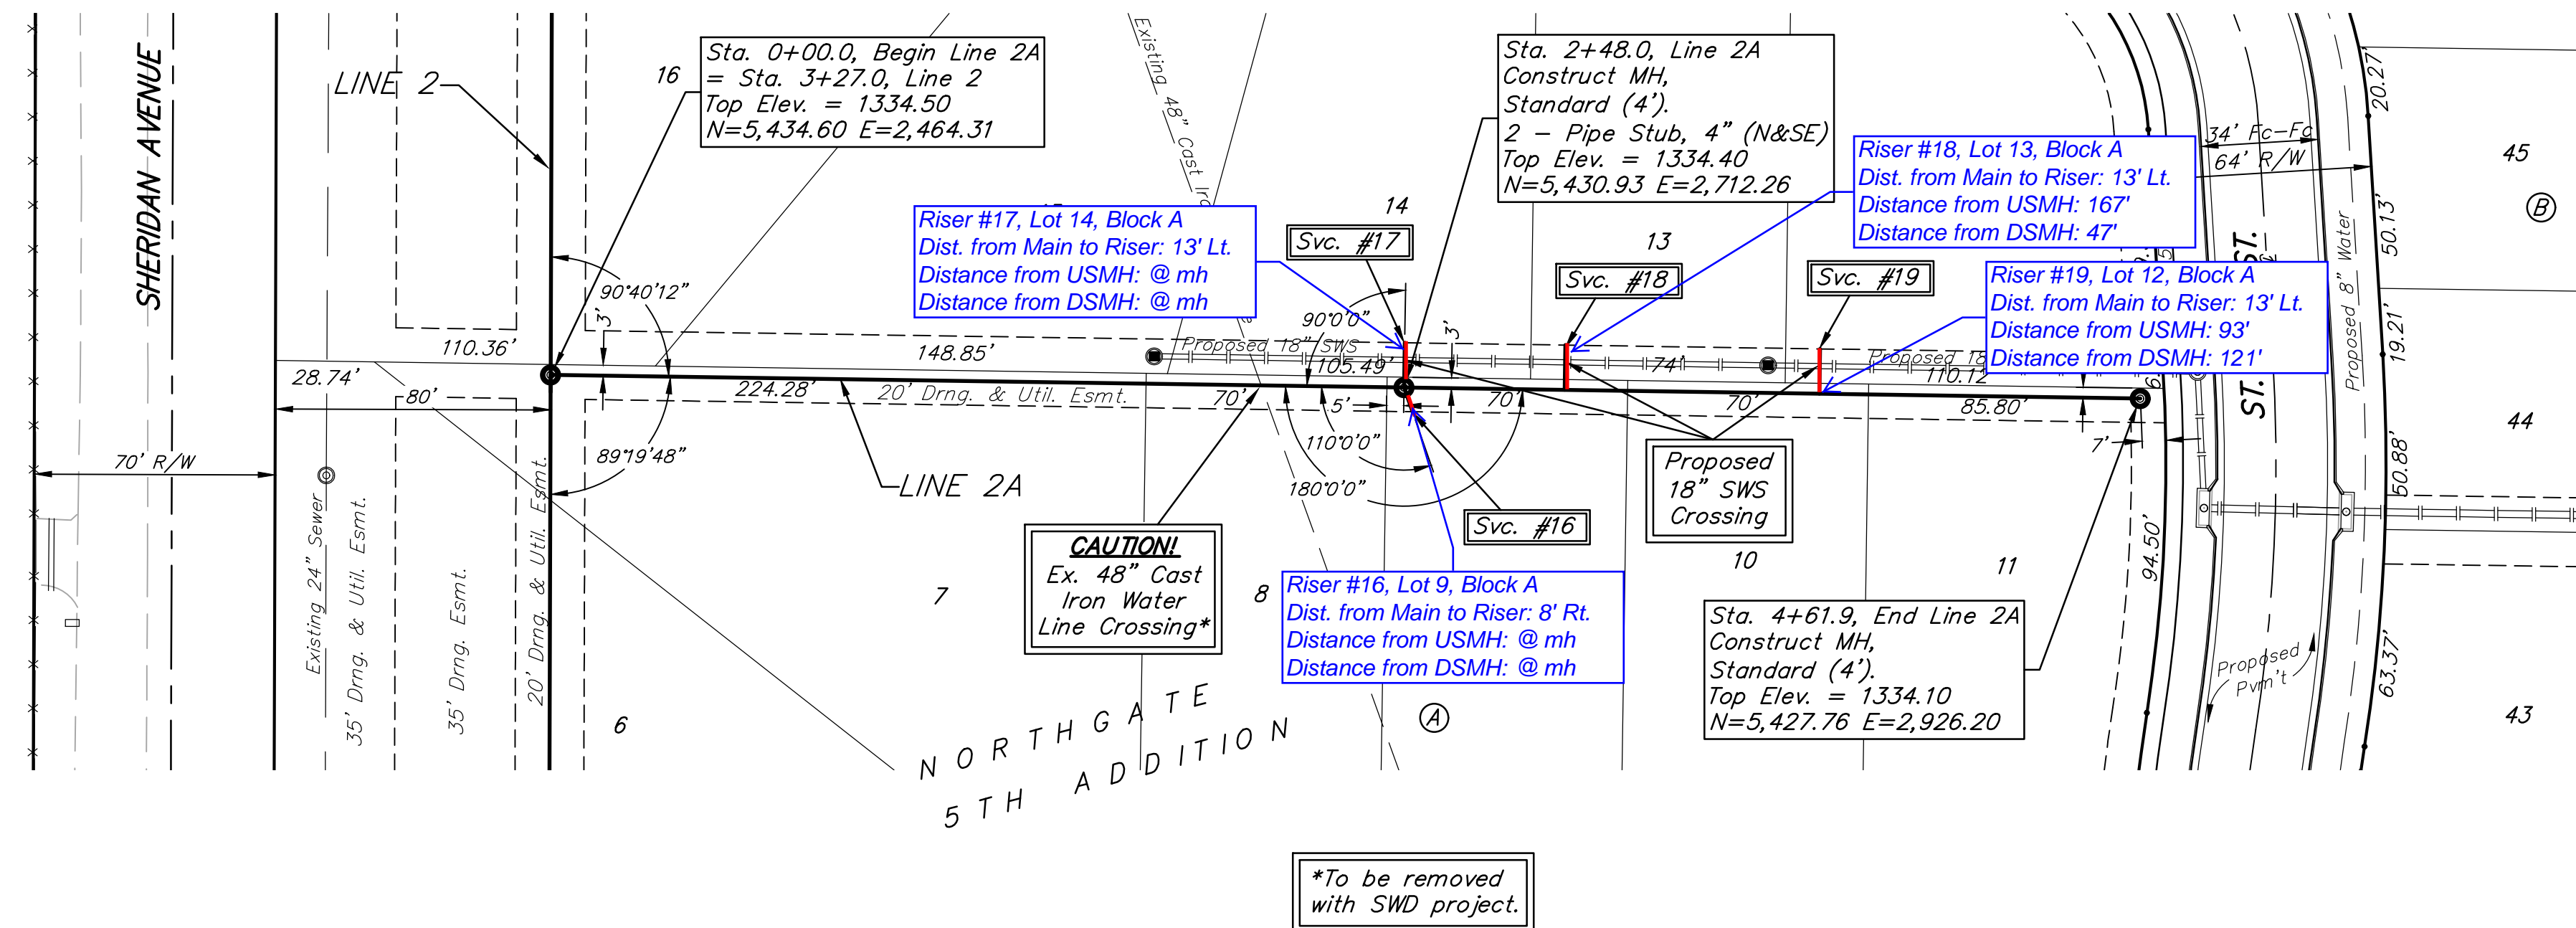 SHERIDAN AVENUE
LINE 2
16
Sta. 0+00.0, Begin Line 2A
= Sta. 3+27.0, Line 2
Top Elev. = 1334.50
N=5,434.60 E=2,464.31
Existing 48" Cast Iro
Sta. 2+48.0, Line 2A
Construct MH,
Standard (4').
2 - Pipe Stub, 4" (N&SE)
Top Elev. = 1334.40
N=5,430.93 E=2,712.26
Riser #18, Lot 13, Block A
Dist. from Main to Riser: 13' Lt.
Distance from USMH: 167'
Distance from DSMH: 47'
34' Fc-Fc
64' R/W
20.27'
45
B
50.13'
Riser #17, Lot 14, Block A
Dist. from Main to Riser: 13' Lt.
Distance from USMH: @ mh
Distance from DSMH: @ mh
14
Svc. #17
13
Svc. #18
Svc. #19
Riser #19, Lot 12, Block A
Dist. from Main to Riser: 13' Lt.
Distance from USMH: 93'
Distance from DSMH: 121'
ST.
ST.
Proposed 8" Water
19.21'
90°40'12"
3'
90°0'0"
3'
110.36'
148.85'
Proposed 18" SWS
105.49'
74'
Proposed 18
110.12'
28.74'
80'
224.28'
20' Drng. & Util. Esmt.
70'
5'
70'
70'
85.80'
7'
44
70' R/W
89°19'48"
LINE 2A
110°0'0"
180°0'0"
Svc. #16
Proposed
18" SWS
Crossing
50.88'
Existing 24" Sewer
35' Drng. & Util. Esmt.
35' Drng. Esmt.
20' Drng. & Util. Esmt.
CAUTION!
Ex. 48" Cast
Iron Water
Line Crossing*
7
8
10
11
94.50'
Riser #16, Lot 9, Block A
Dist. from Main to Riser: 8' Rt.
Distance from USMH: @ mh
Distance from DSMH: @ mh
Sta. 4+61.9, End Line 2A
Construct MH,
Standard (4').
Top Elev. = 1334.10
N=5,427.76 E=2,926.20
Proposed
Pvm't
63.37'
43
6
A
NORTHGATE
5TH ADDITION
*To be removed
with SWD project.